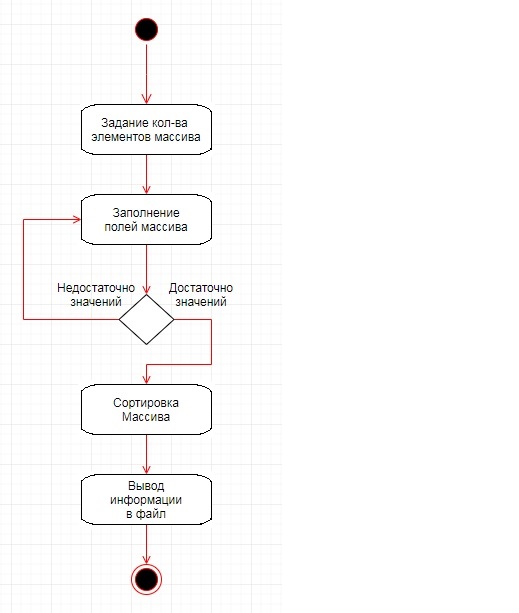 Задание кол-ва
элементов массива
Заполнение
полей массива
Недостаточно
значений
Достаточно
значений
Сортировка
Массива
Вывод
информации
в файл